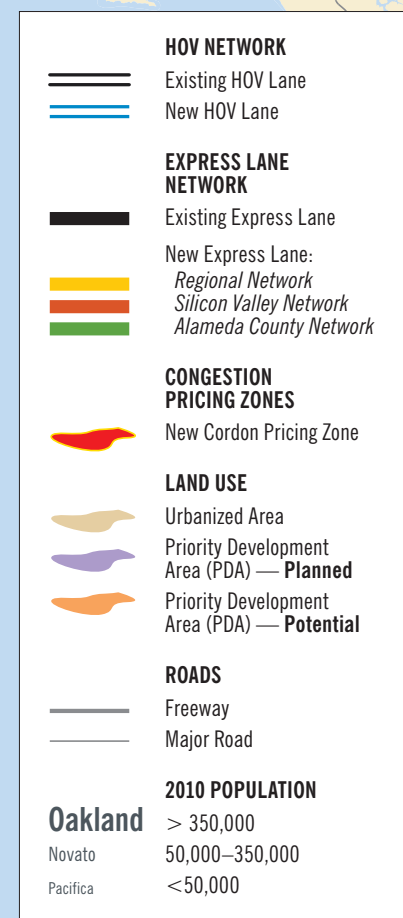 HOV NETWORK
Existing HOV Lane
New HOV Lane
EXPRESS LANE
NETWORK
Existing Express Lane
New Express Lane:
Regional Network
Silicon Valley Network
Alameda County Network
CONGESTION
PRICING ZONES
New Cordon Pricing Zone
LAND USE
Urbanized Area
Priority Development
Area (PDA) — Planned
Priority Development
Area (PDA) — Potential
ROADS
Freeway
Major Road
2010 POPULATION
Oakland > 350,000
Novato 50,000–350,000
Pacifica <50,000